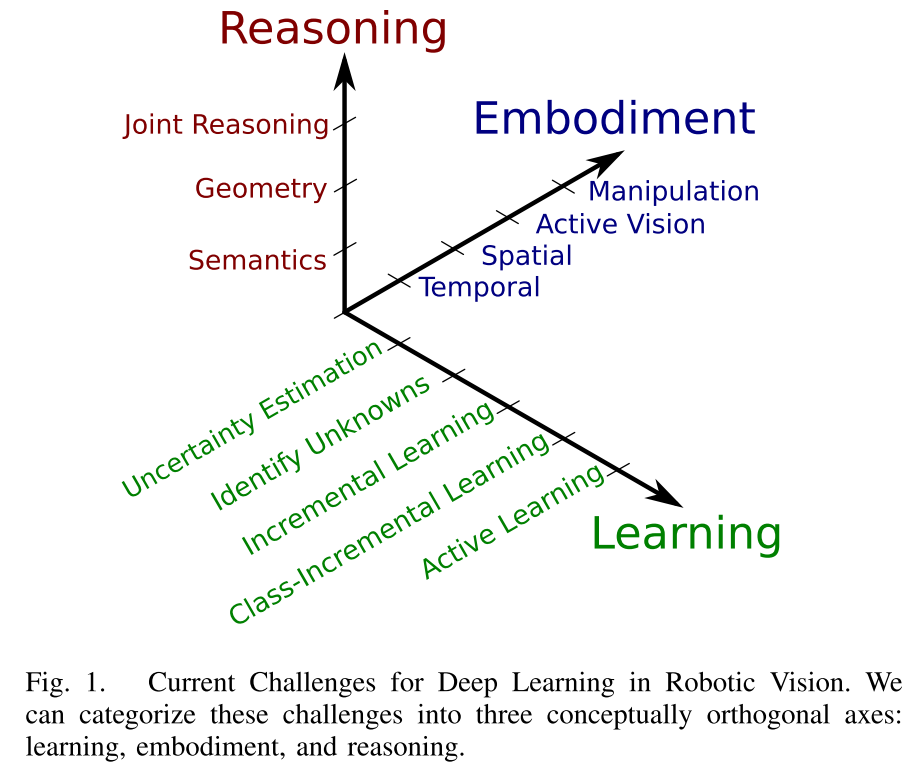 Reasoning
Joint Reasoning
Geometry
Semantics
Embodiment
Manipulation
Active Vision
Spatial
Temporal
Uncertainty Estimation
Identify Unknowns
Incremental Learning
Class-Incremental Learning
Active Learning
Learning
Fig. 1. Current Challenges for Deep Learning in Robotic Vision. We
can categorize these challenges into three conceptually orthogonal axes:
learning, embodiment, and reasoning.